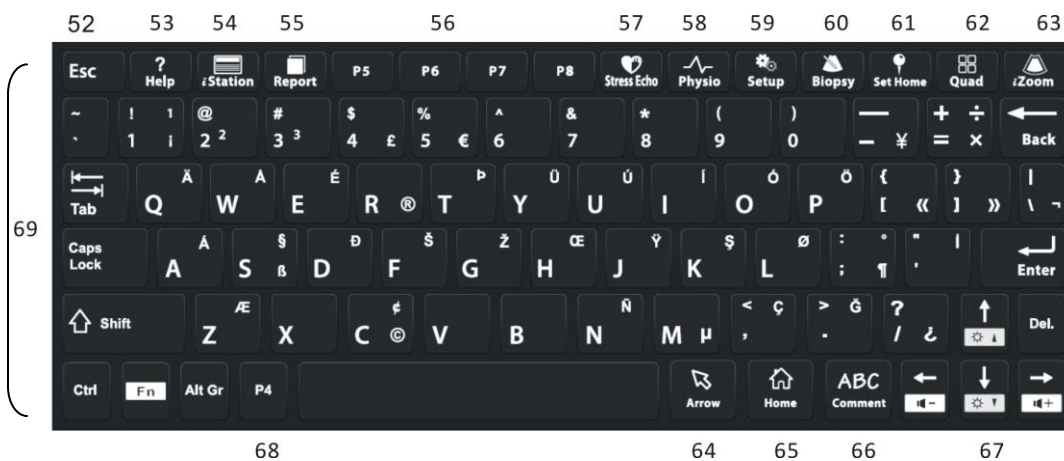 52 53 54 55 56 57 58 59 60 61 62 63
Esc ? Help iStation Report P5 P6 P7 P8 Stress Echo Physio Setup Biopsy Set Home Quad iZoom
~ ` ! 1 1 ¡ @ 2 2 # 3 3 $ 4 £ % 5 € ^ 6 & 7 * 8 ( 9 ) 0 — – ¥ + ÷ = × Back
Tab Q Ä W Å E É R ® T Þ Y Ü U Ú I Í O Ó P Ö { [ « } ] » | \ ¬
69
Caps Lock A Á S § ß D Ð F Š G Ž H Œ J Ÿ K Ş L Ø : ° ; ¶ " | ' Enter
Shift Z Æ X C ¢ © V B N Ñ M µ < Ç , > Ğ . ? / ¿ ↑ Del.
Ctrl Fn Alt Gr P4 Arrow Home ABC Comment ← – ↓ → +
68 64 65 66 67